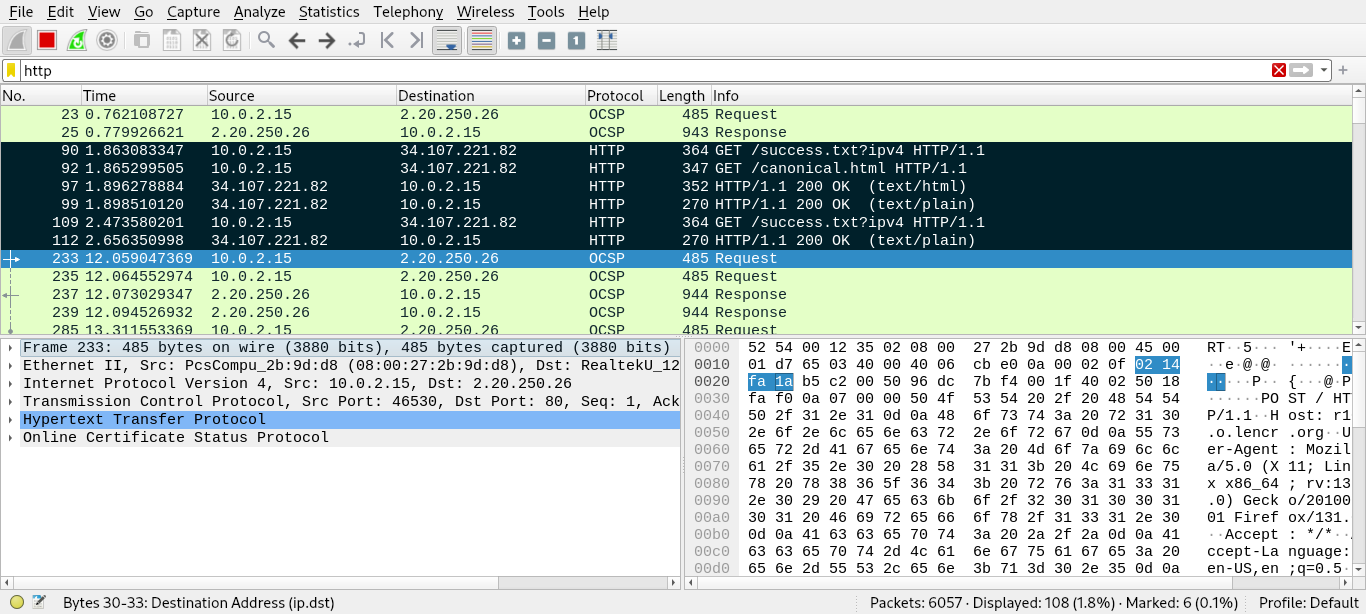 File Edit View Go Capture Analyze Statistics Telephony Wireless Tools Help
http
No. Time Source Destination Protocol Length Info
23 0.762108727 10.0.2.15 2.20.250.26 OCSP 485 Request
25 0.779926621 2.20.250.26 10.0.2.15 OCSP 943 Response
90 1.863083347 10.0.2.15 34.107.221.82 HTTP 364 GET /success.txt?ipv4 HTTP/1.1
92 1.865299505 10.0.2.15 34.107.221.82 HTTP 347 GET /canonical.html HTTP/1.1
97 1.896278884 34.107.221.82 10.0.2.15 HTTP 352 HTTP/1.1 200 OK (text/html)
99 1.898510120 34.107.221.82 10.0.2.15 HTTP 270 HTTP/1.1 200 OK (text/plain)
109 2.473580201 10.0.2.15 34.107.221.82 HTTP 364 GET /success.txt?ipv4 HTTP/1.1
112 2.656350998 34.107.221.82 10.0.2.15 HTTP 270 HTTP/1.1 200 OK (text/plain)
233 12.059047369 10.0.2.15 2.20.250.26 OCSP 485 Request
235 12.064552974 10.0.2.15 2.20.250.26 OCSP 485 Request
237 12.073029347 2.20.250.26 10.0.2.15 OCSP 944 Response
239 12.094526932 2.20.250.26 10.0.2.15 OCSP 944 Response
285 13.311553369 10.0.2.15 2.20.250.26 OCSP 485 Request
Frame 233: 485 bytes on wire (3880 bits), 485 bytes captured (3880 bits)
Ethernet II, Src: PcsCompu_2b:9d:d8 (08:00:27:2b:9d:d8), Dst: RealtekU_12
Internet Protocol Version 4, Src: 10.0.2.15, Dst: 2.20.250.26
Transmission Control Protocol, Src Port: 46530, Dst Port: 80, Seq: 1, Ack
Hypertext Transfer Protocol
Online Certificate Status Protocol
0000 52 54 00 12 35 02 08 00 27 2b 9d d8 08 00 45 00 RT··5··· '+····E
0010 01 d7 65 03 40 00 40 06 cb e0 0a 00 02 0f 02 14 ··e·@·@· ·······
0020 fa 1a b5 c2 00 50 96 dc 7b f4 00 1f 40 02 50 18 ·····P·· {···@·P
0030 fa f0 0a 07 00 00 50 4f 53 54 20 2f 20 48 54 54 ······PO ST / HT
0040 50 2f 31 2e 31 0d 0a 48 6f 73 74 3a 20 72 31 30 P/1.1··H ost: r1
0050 2e 6f 2e 6c 65 6e 63 72 2e 6f 72 67 0d 0a 55 73 .o.lencr .org··U
0060 65 72 2d 41 67 65 6e 74 3a 20 4d 6f 7a 69 6c 6c er-Agent : Mozil
0070 61 2f 35 2e 30 20 28 58 31 31 3b 20 4c 69 6e 75 a/5.0 (X 11; Lin
0080 78 20 78 38 36 5f 36 34 3b 20 72 76 3a 31 33 31 x x86_64 ; rv:13
0090 2e 30 29 20 47 65 63 6b 6f 2f 32 30 31 30 30 31 .0) Geck o/20100
00a0 30 31 20 46 69 72 65 66 6f 78 2f 31 33 31 2e 30 01 Firef ox/131.
00b0 0d 0a 41 63 63 65 70 74 3a 20 2a 2f 2a 0d 0a 41 ··Accept : */*··
00c0 63 63 65 70 74 2d 4c 61 6e 67 75 61 67 65 3a 20 ccept-La nguage:
00d0 65 6e 2d 55 53 2c 65 6e 3b 71 3d 30 2e 35 0d 0a en-US,en ;q=0.5·
Bytes 30-33: Destination Address (ip.dst) Packets: 6057 · Displayed: 108 (1.8%) · Marked: 6 (0.1%) Profile: Default